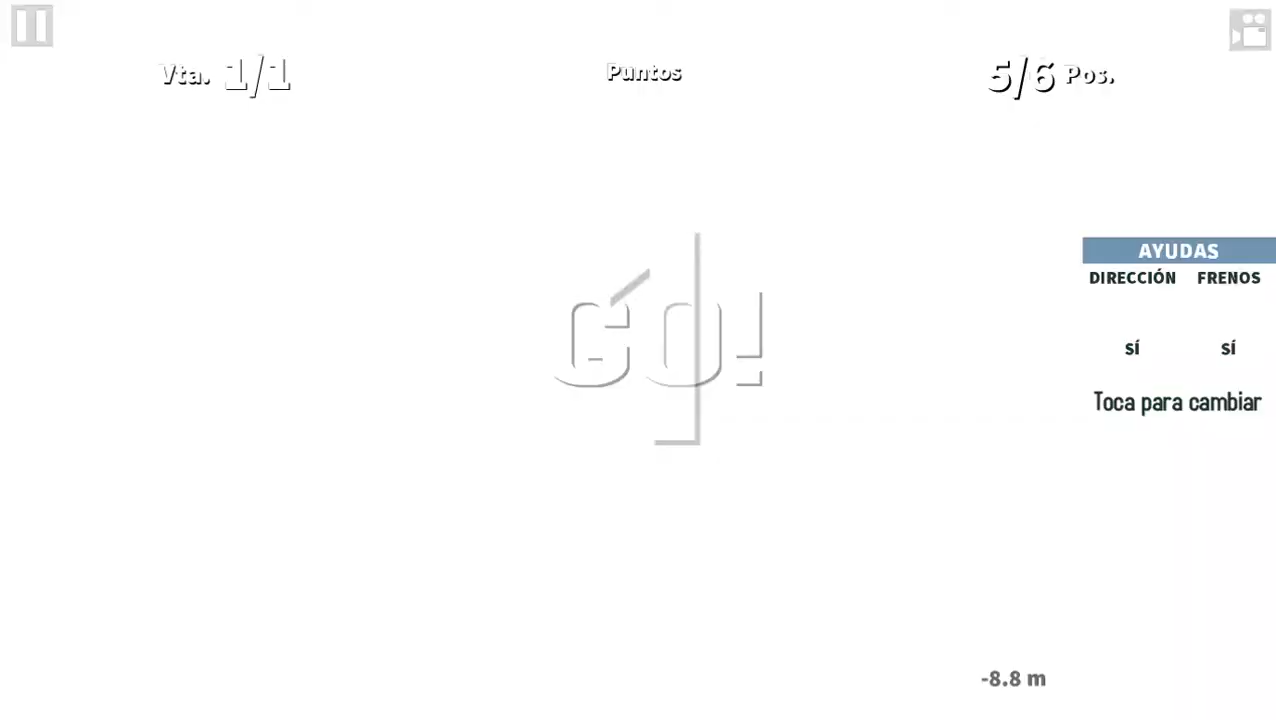 Vta. 1/1
Puntos
5/6 Pos.
AYUDAS
DIRECCIÓN FRENOS
GO!
SÍ SÍ
Toca para cambiar
-8.8 m